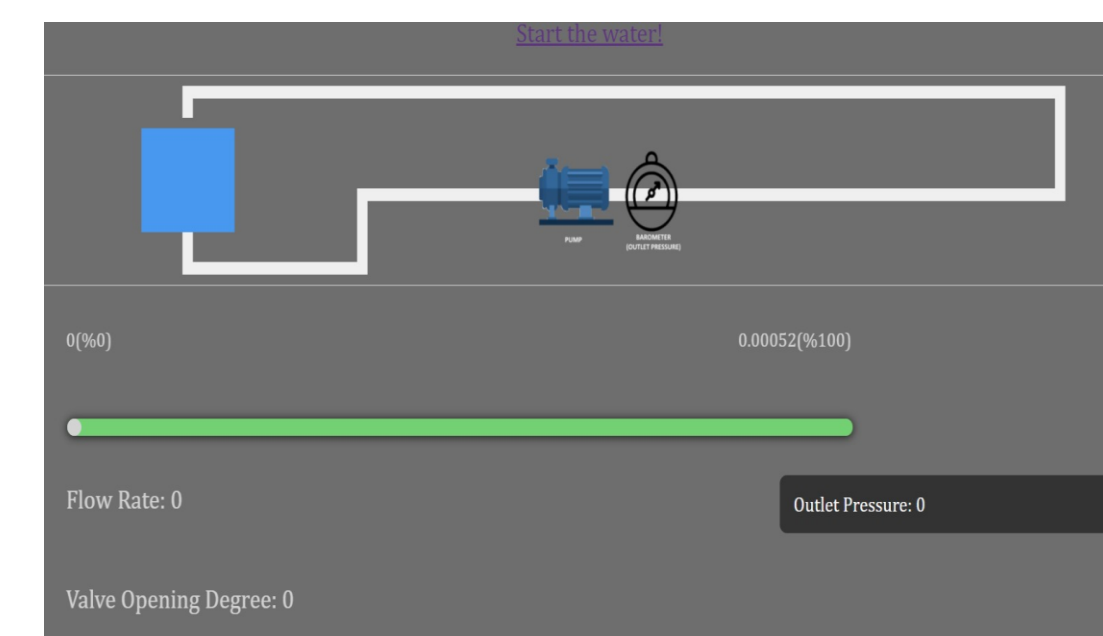 Start the water!
PUMP
BAROMETER
(OUTLET PRESSURE)
0(%0)
0.00052(%100)
Flow Rate: 0
Outlet Pressure: 0
Valve Opening Degree: 0